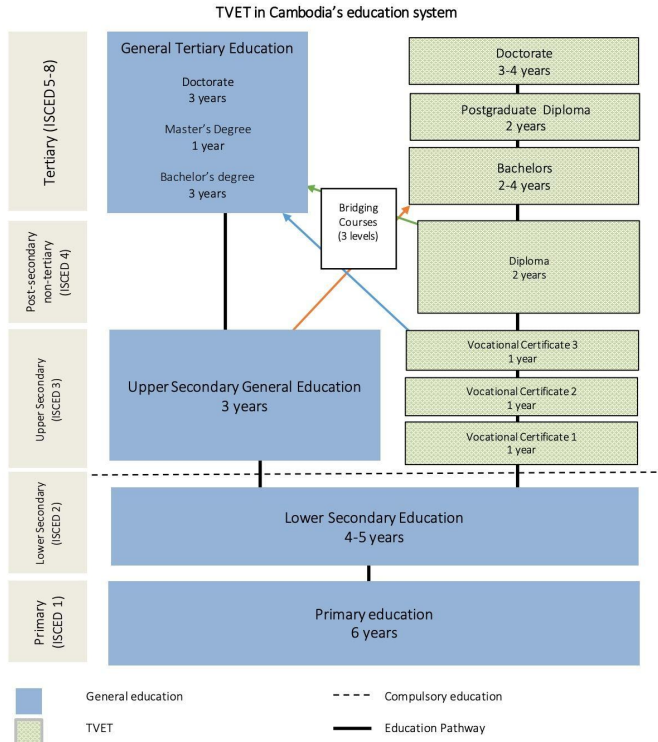 TVET in Cambodia's education system
Tertiary (ISCED 5-8)
General Tertiary Education
Doctorate
3 years
Master's Degree
1 year
Bachelor's degree
3 years
Doctorate
3-4 years
Postgraduate Diploma
2 years
Bachelors
2-4 years
Bridging
Courses
(3 levels)
Post-secondary
non-tertiary
(ISCED 4)
Diploma
2 years
Upper Secondary
(ISCED 3)
Upper Secondary General Education
3 years
Vocational Certificate 3
1 year
Vocational Certificate 2
1 year
Vocational Certificate 1
1 year
Lower Secondary
(ISCED 2)
Lower Secondary Education
4-5 years
Primary
(ISCED 1)
Primary education
6 years
General education
Compulsory education
TVET
Education Pathway